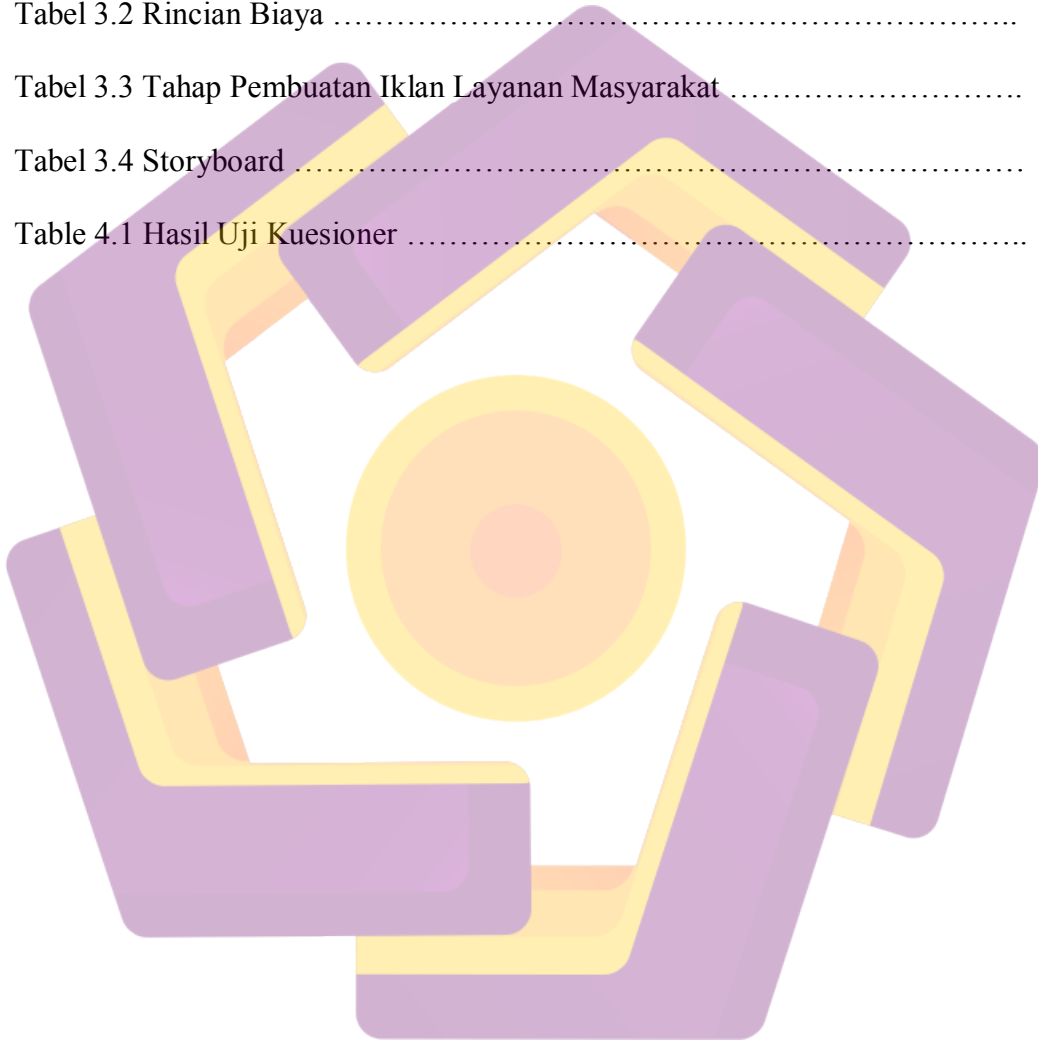 Tabel 3.2 Rincian Biaya ………………………………………………………..
Tabel 3.3 Tahap Pembuatan Iklan Layanan Masyarakat ……………………….
Tabel 3.4 Storyboard ……………………………………………………………
Table 4.1 Hasil Uji Kuesioner …………………………………………………..